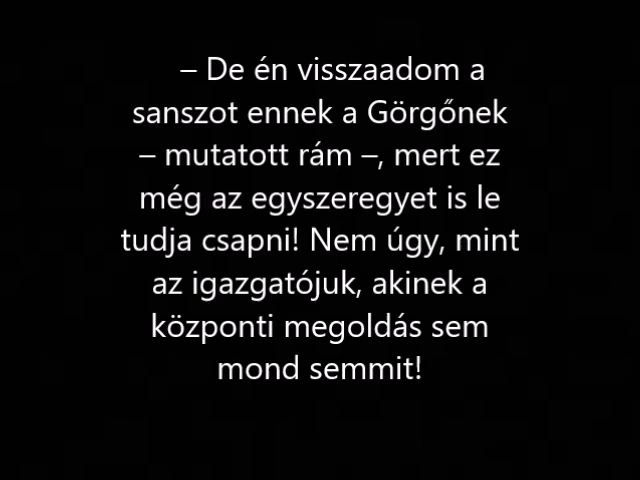 – De én visszaadom a
sanszot ennek a Görgőnek
– mutatott rám –, mert ez
még az egyszeregyet is le
tudja csapni! Nem úgy, mint
az igazgatójuk, akinek a
központi megoldás sem
mond semmit!